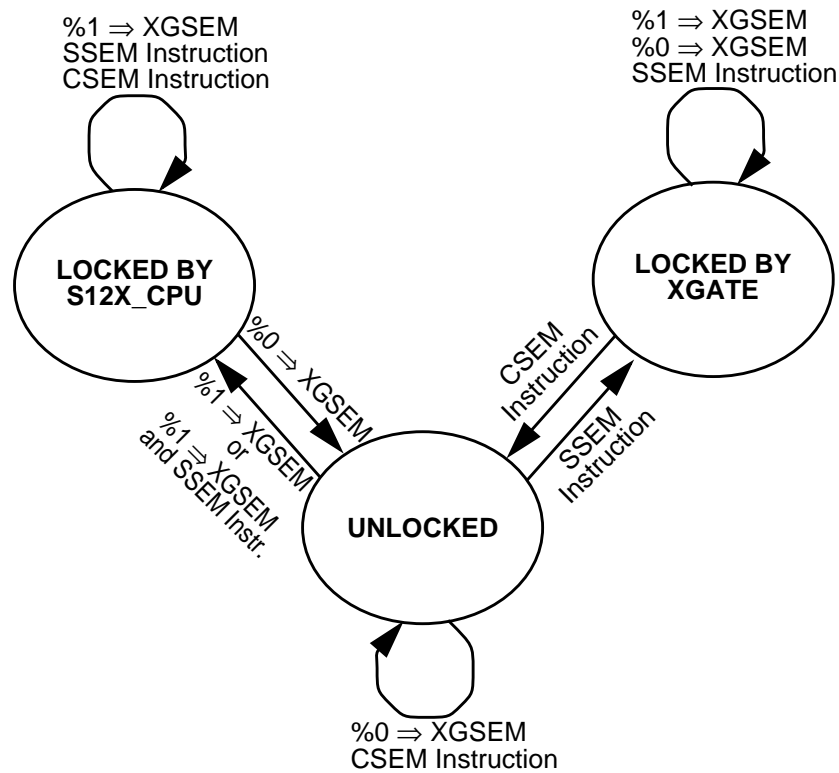 %1 ⇒ XGSEM
SSEM Instruction
CSEM Instruction
%1 ⇒ XGSEM
%0 ⇒ XGSEM
SSEM Instruction
LOCKED BY
S12X_CPU
LOCKED BY
XGATE
%0 ⇒ XGSEM
%1 ⇒ XGSEM
or
%1 ⇒ XGSEM
and SSEM Instr.
CSEM
Instruction
SSEM
Instruction
UNLOCKED
%0 ⇒ XGSEM
CSEM Instruction